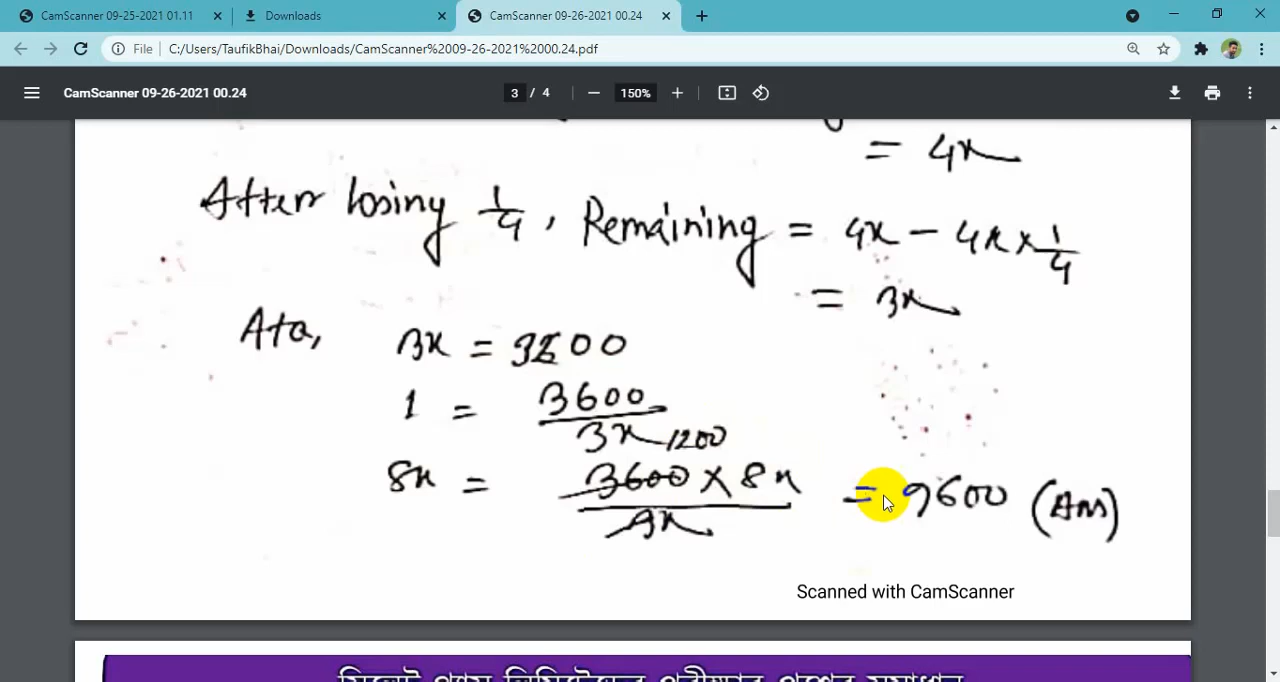 CamScanner 09-25-2021 01.11
Downloads
CamScanner 09-26-2021 00.24
File
C:/Users/TaufikBhai/Downloads/CamScanner%2009-26-2021%2000.24.pdf
CamScanner 09-26-2021 00.24
3 / 4
150%
= 4x
After losing 1/4, Remaining = 4x - 4x × 1/4
= 3x
ATQ, 3x = 3600
1 = 3600/3x
1200
8x = 3600 × 8x / 3x = 9600 (Ans)
Scanned with CamScanner